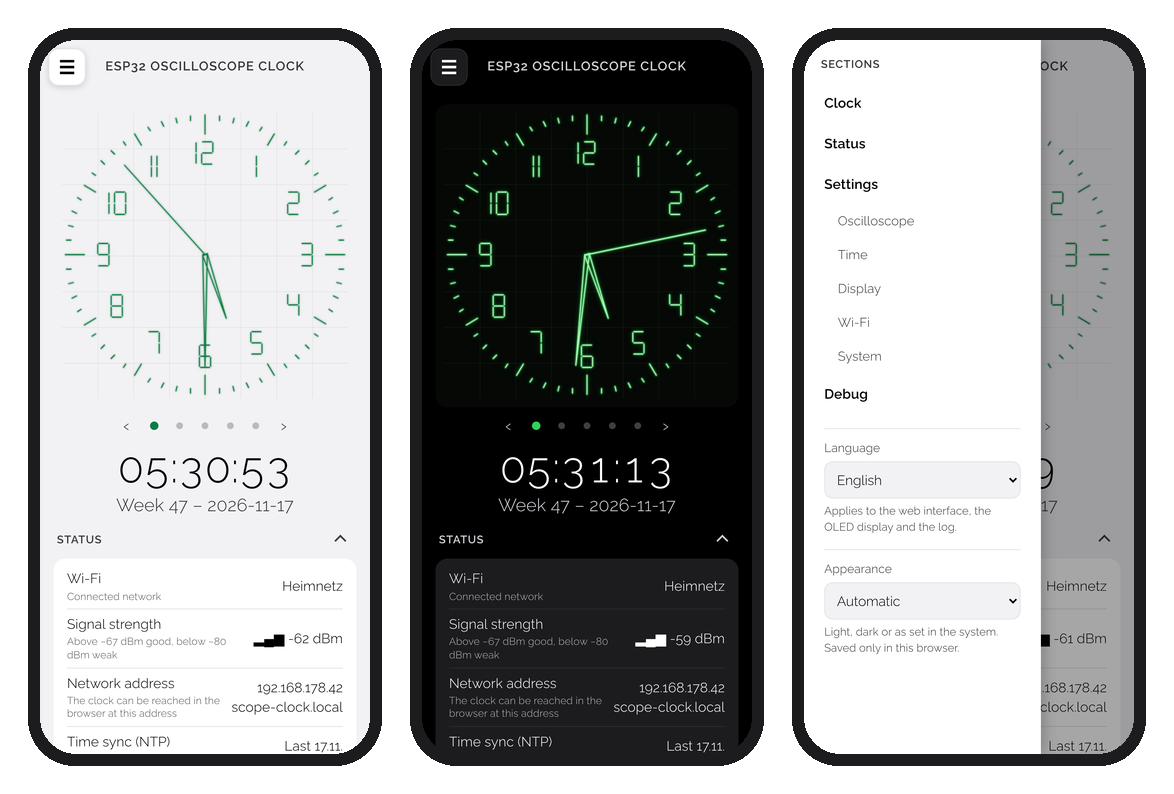 ESP32 OSCILLOSCOPE CLOCK
12
11
1
10
2
9
3
8
4
7
5
6
<
>
05:30:53
Week 47 – 2026-11-17
STATUS
Wi-Fi
Connected network
Heimnetz
Signal strength
Above −67 dBm good, below −80
dBm weak
-62 dBm
Network address
The clock can be reached in the
browser at this address
192.168.178.42
scope-clock.local
Time sync (NTP)
Last 17.11.
ESP32 OSCILLOSCOPE CLOCK
12
11
1
10
2
9
3
8
4
7
5
6
<
>
05:31:13
Week 47 – 2026-11-17
STATUS
Wi-Fi
Connected network
Heimnetz
Signal strength
Above −67 dBm good, below −80
dBm weak
-59 dBm
Network address
The clock can be reached in the
browser at this address
192.168.178.42
scope-clock.local
Time sync (NTP)
Last 17.11.
SECTIONS
Clock
Status
Settings
Oscilloscope
Time
Display
Wi-Fi
System
Debug
Language
English
Applies to the web interface, the
OLED display and the log.
Appearance
Automatic
Light, dark or as set in the system.
Saved only in this browser.
OCK
2
3
4
>
9
17
Heimnetz
-61 dBm
.168.178.42
e-clock.local
Last 17.11.